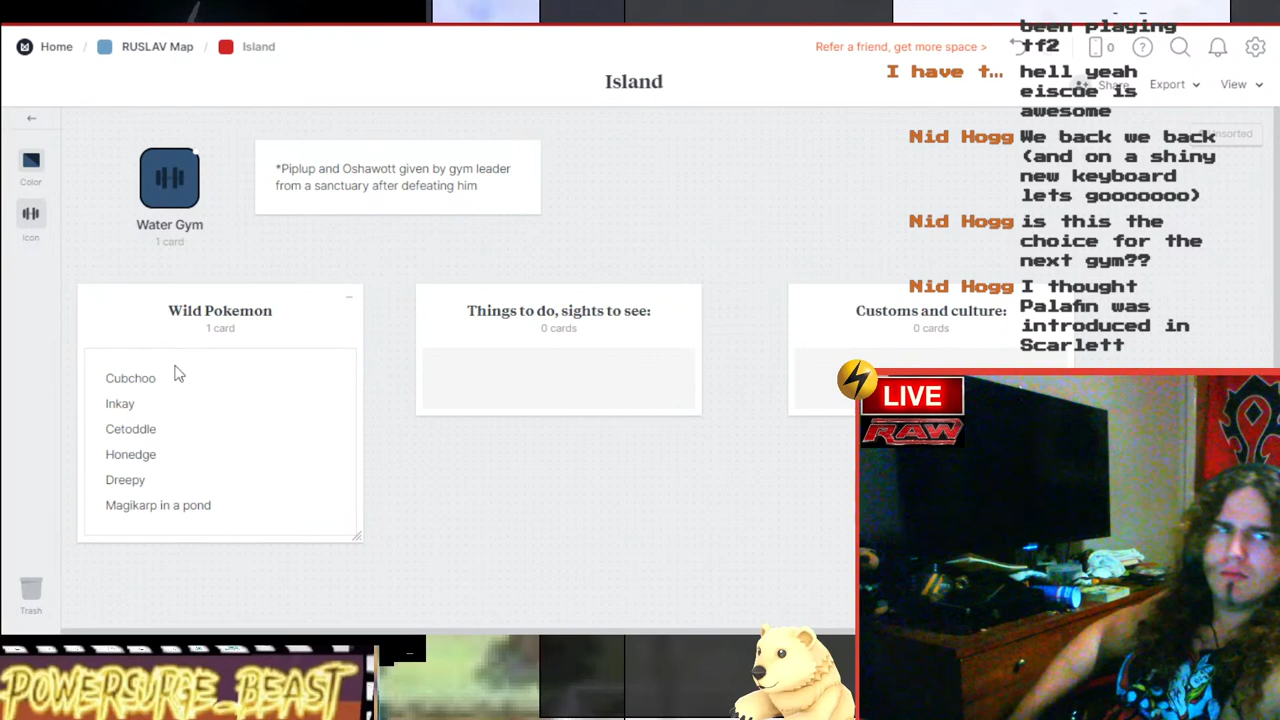 Home / RUSLAV Map / Island
Refer a friend, get more space >
0
Island
Share
Export
View
Color
Icon
Trash
Water Gym
1 card
*Piplup and Oshawott given by gym leader
from a sanctuary after defeating him
Wild Pokemon
1 card
Cubchoo
Inkay
Cetoddle
Honedge
Dreepy
Magikarp in a pond
Things to do, sights to see:
0 cards
Customs and culture:
0 cards
been playing
tf2
I have t... hell yeah
eiscue is
awesome
Nid Hogg We back we back
(and on a shiny
new keyboard
lets gooooooo)
Nid Hogg is this the
choice for the
next gym??
Nid Hogg I thought
Palafin was
introduced in
Scarlett
LIVE
RAW
POWERSURGE_BEAST